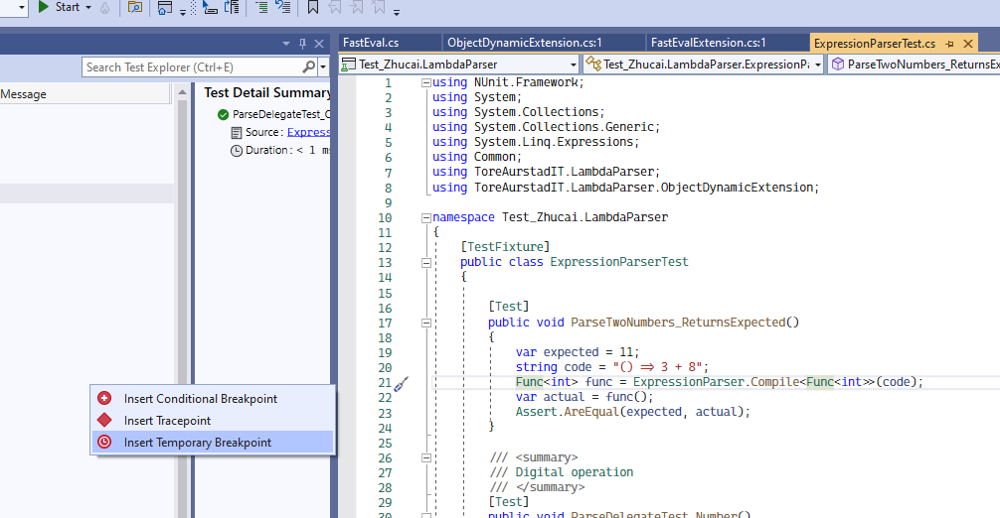 Start
FastEval.cs
ObjectDynamicExtension.cs:1
FastEvalExtension.cs:1
ExpressionParserTest.cs
Search Test Explorer (Ctrl+E)
Test_Zhucai.LambdaParser
Test_Zhucai.LambdaParser.ExpressionPa
ParseTwoNumbers_ReturnsEx
Message
Test Detail Summary
ParseDelegateTest_
Source: Express
Duration: < 1 ms
1 using NUnit.Framework;
2 using System;
3 using System.Collections;
4 using System.Collections.Generic;
5 using System.Linq.Expressions;
6 using Common;
7 using ToreAurstadIT.LambdaParser;
8 using ToreAurstadIT.LambdaParser.ObjectDynamicExtension;
9
10 namespace Test_Zhucai.LambdaParser
11 {
12 [TestFixture]
13 public class ExpressionParserTest
14 {
15
16 [Test]
17 public void ParseTwoNumbers_ReturnsExpected()
18 {
19 var expected = 11;
20 string code = "() => 3 + 8";
21 Func<int> func = ExpressionParser.Compile<Func<int>>(code);
22 var actual = func();
23 Assert.AreEqual(expected, actual);
24 }
25
26 /// <summary>
27 /// Digital operation
28 /// </summary>
29 [Test]
30 public void ParseDelegateTest_Number()
Insert Conditional Breakpoint
Insert Tracepoint
Insert Temporary Breakpoint